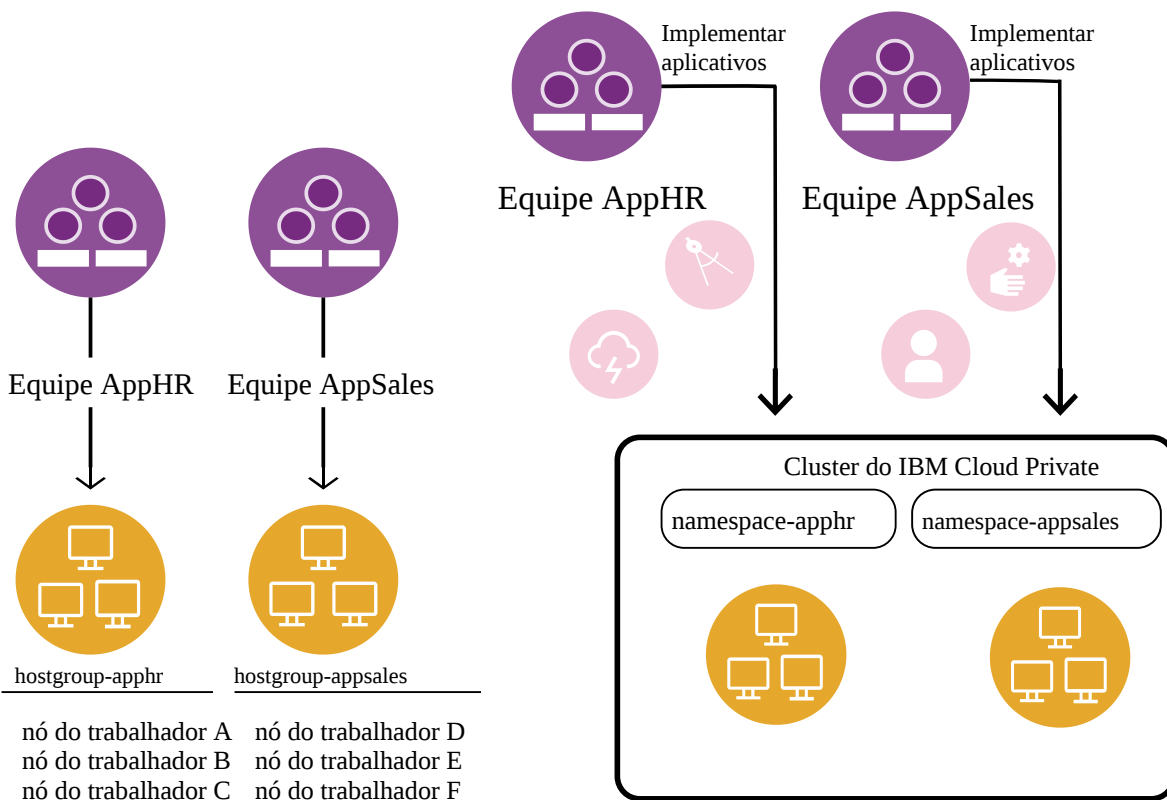 Equipe AppHR
Equipe AppSales
hostgroup-apphr
hostgroup-appsales
nó do trabalhador A
nó do trabalhador D
nó do trabalhador B
nó do trabalhador E
nó do trabalhador C
nó do trabalhador F
Implementar
aplicativos
Implementar
aplicativos
Equipe AppHR
Equipe AppSales
Cluster do IBM Cloud Private
namespace-apphr
namespace-appsales